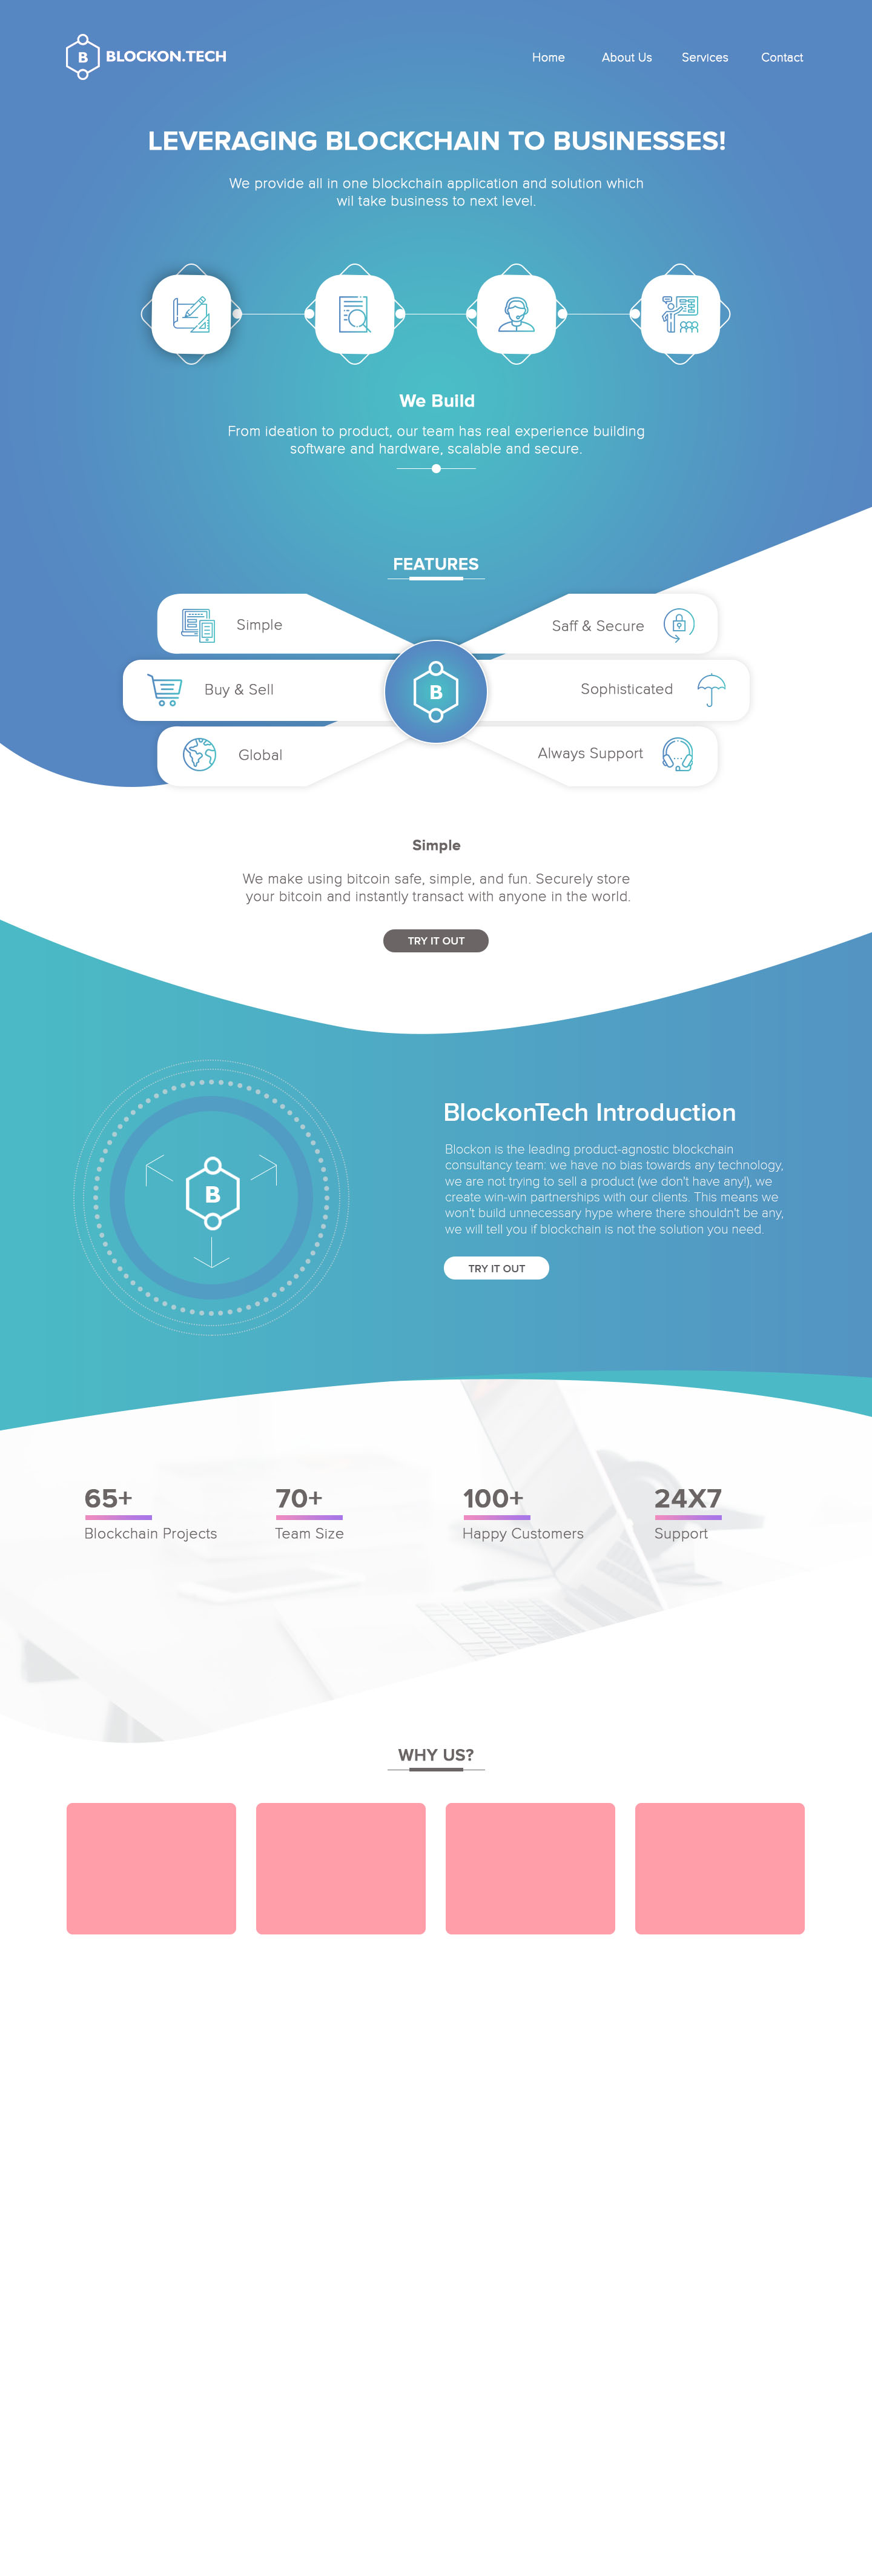 B BLOCKON.TECH
Home About Us Services Contact
LEVERAGING BLOCKCHAIN TO BUSINESSES!
We provide all in one blockchain application and solution which
wil take business to next level.
We Build
From ideation to product, our team has real experience building
software and hardware, scalable and secure.
FEATURES
Simple
Saff & Secure
Buy & Sell
B
Sophisticated
Global
Always Support
Simple
We make using bitcoin safe, simple, and fun. Securely store
your bitcoin and instantly transact with anyone in the world.
TRY IT OUT
B
BlockonTech Introduction
Blockon is the leading product-agnostic blockchain
consultancy team: we have no bias towards any technology,
we are not trying to sell a product (we don't have any!), we
create win-win partnerships with our clients. This means we
won't build unnecessary hype where there shouldn't be any,
we will tell you if blockchain is not the solution you need.
TRY IT OUT
65+
Blockchain Projects
70+
Team Size
100+
Happy Customers
24X7
Support
WHY US?